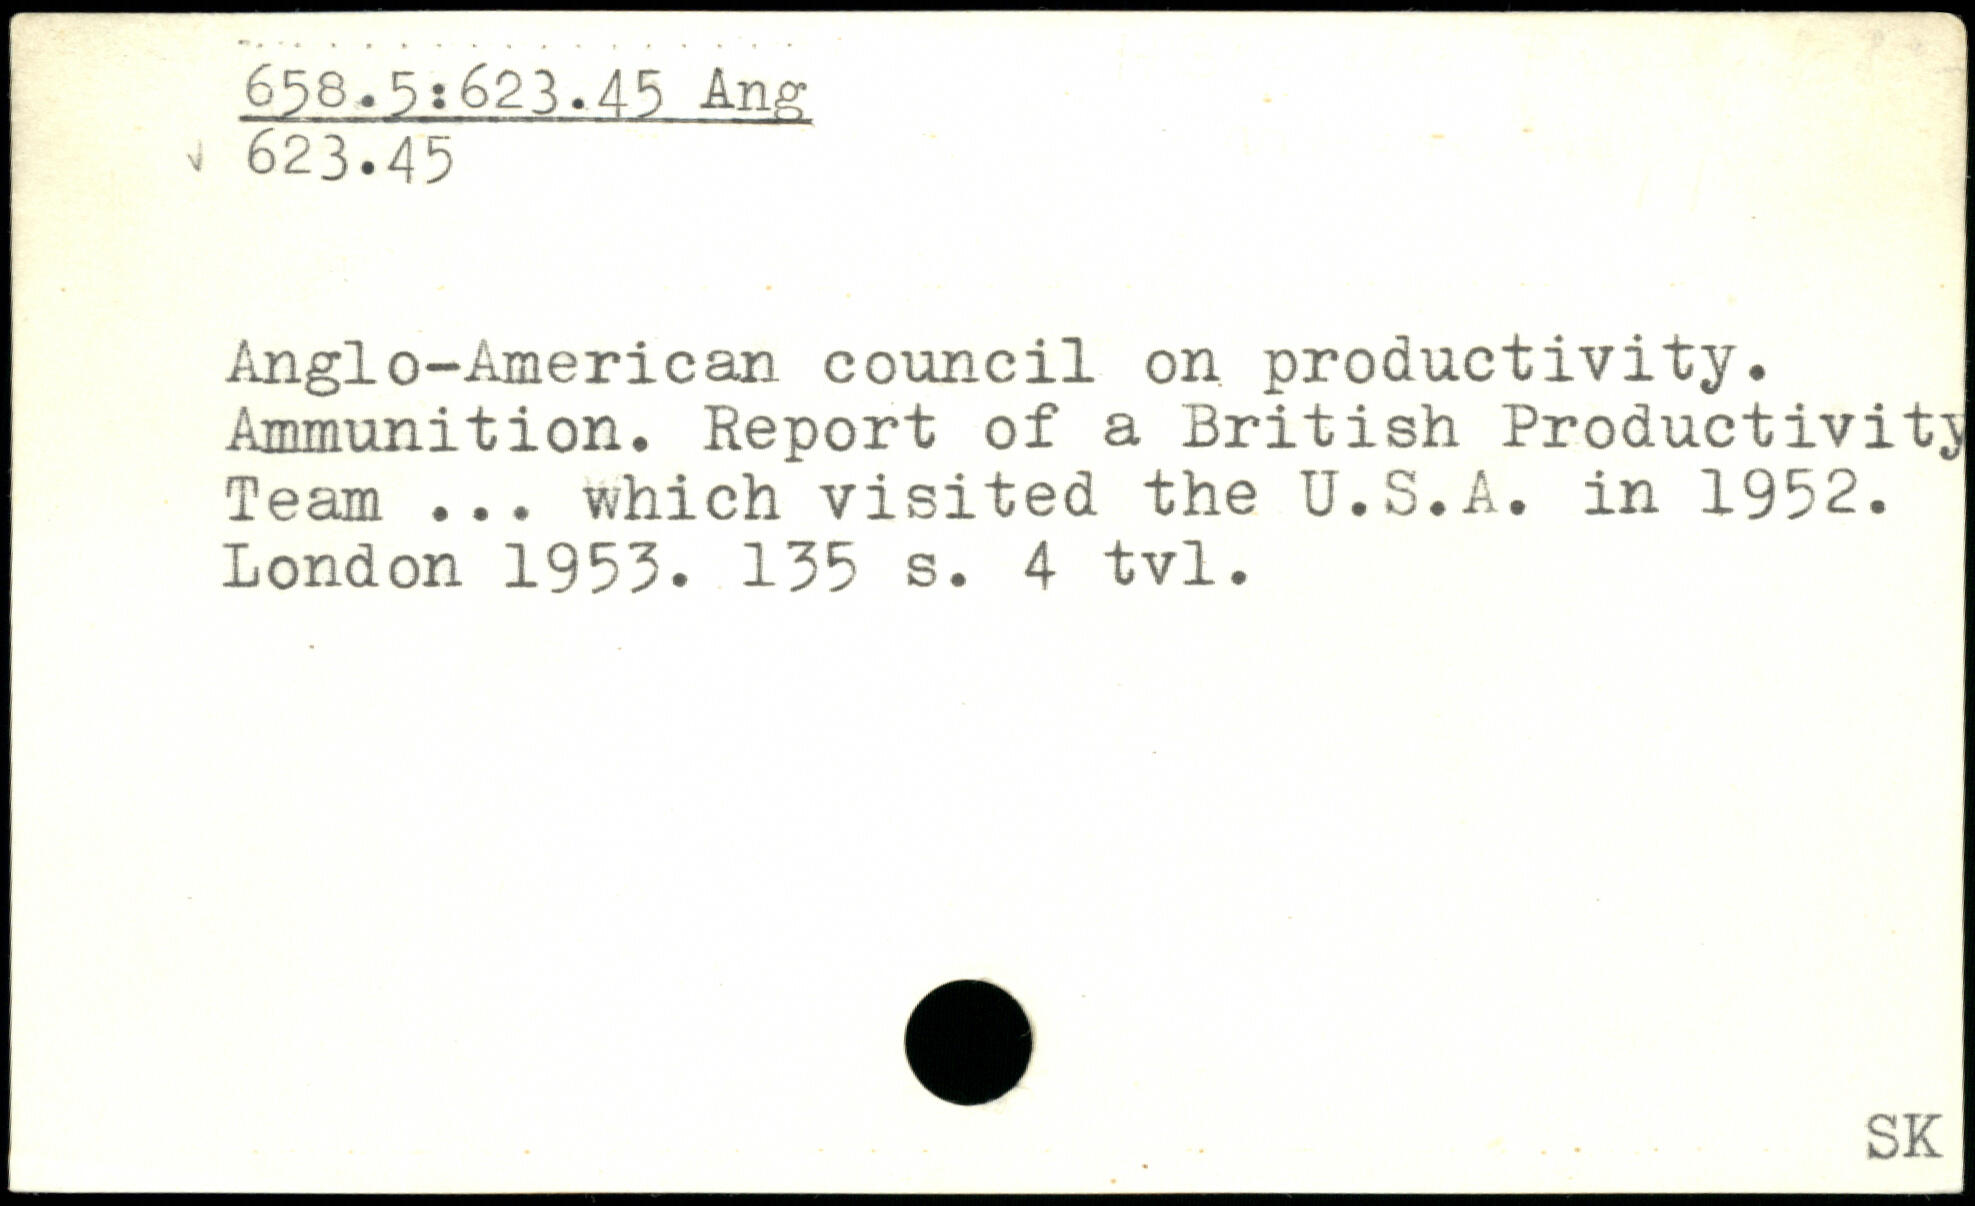 658.5:623.45 Ang
623.45
Anglo-American council on productivity.
Ammunition. Report of a British Productivity
Team ... which visited the U.S.A. in 1952.
London 1953. 135 s. 4 tvl.
SK